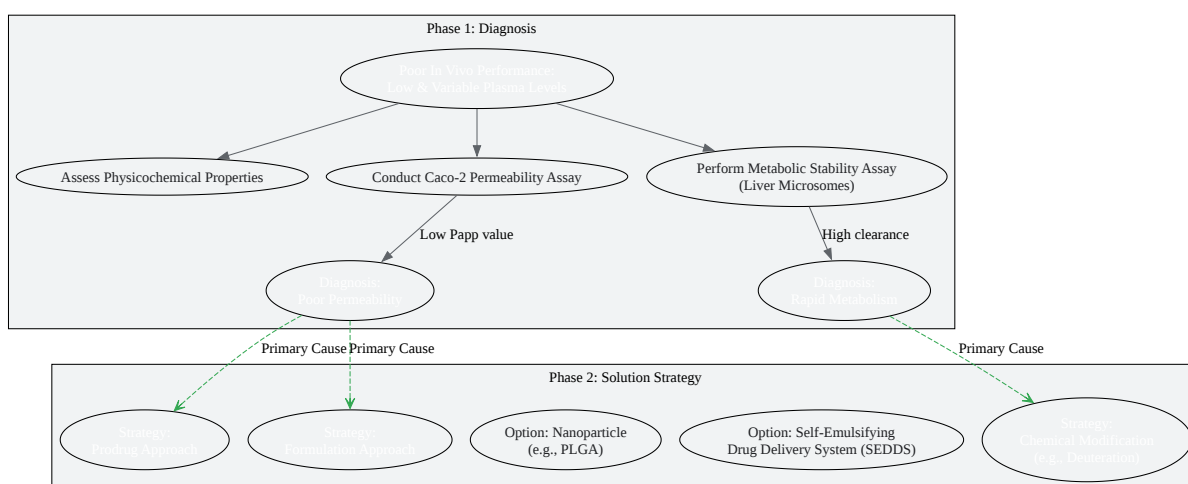 Phase 1: Diagnosis
Poor In Vivo Performance:
Low & Variable Plasma Levels
Assess Physicochemical Properties
Conduct Caco-2 Permeability Assay
Perform Metabolic Stability Assay
(Liver Microsomes)
Low Papp value
High clearance
Diagnosis:
Poor Permeability
Diagnosis:
Rapid Metabolism
Primary Cause
Primary Cause
Primary Cause
Phase 2: Solution Strategy
Strategy:
Prodrug Approach
Strategy:
Formulation Approach
Option: Nanoparticle
(e.g., PLGA)
Option: Self-Emulsifying
Drug Delivery System (SEDDS)
Strategy:
Chemical Modification
(e.g., Deuteration)